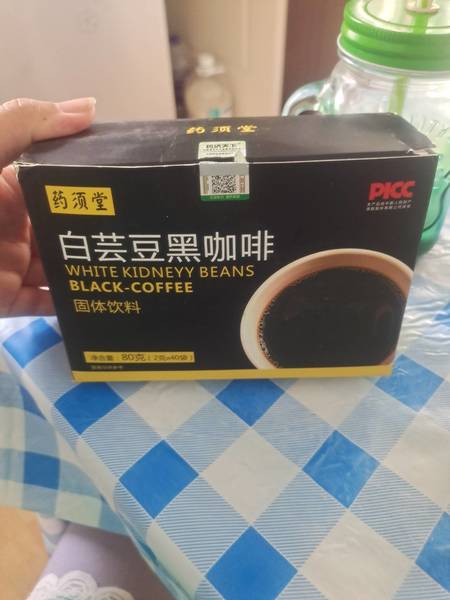 药须堂
药须堂
PICC
白芸豆黑咖啡
WHITE KIDNEYY BEANS
BLACK-COFFEE
固体饮料
净含量: 80克 (2克x40袋)